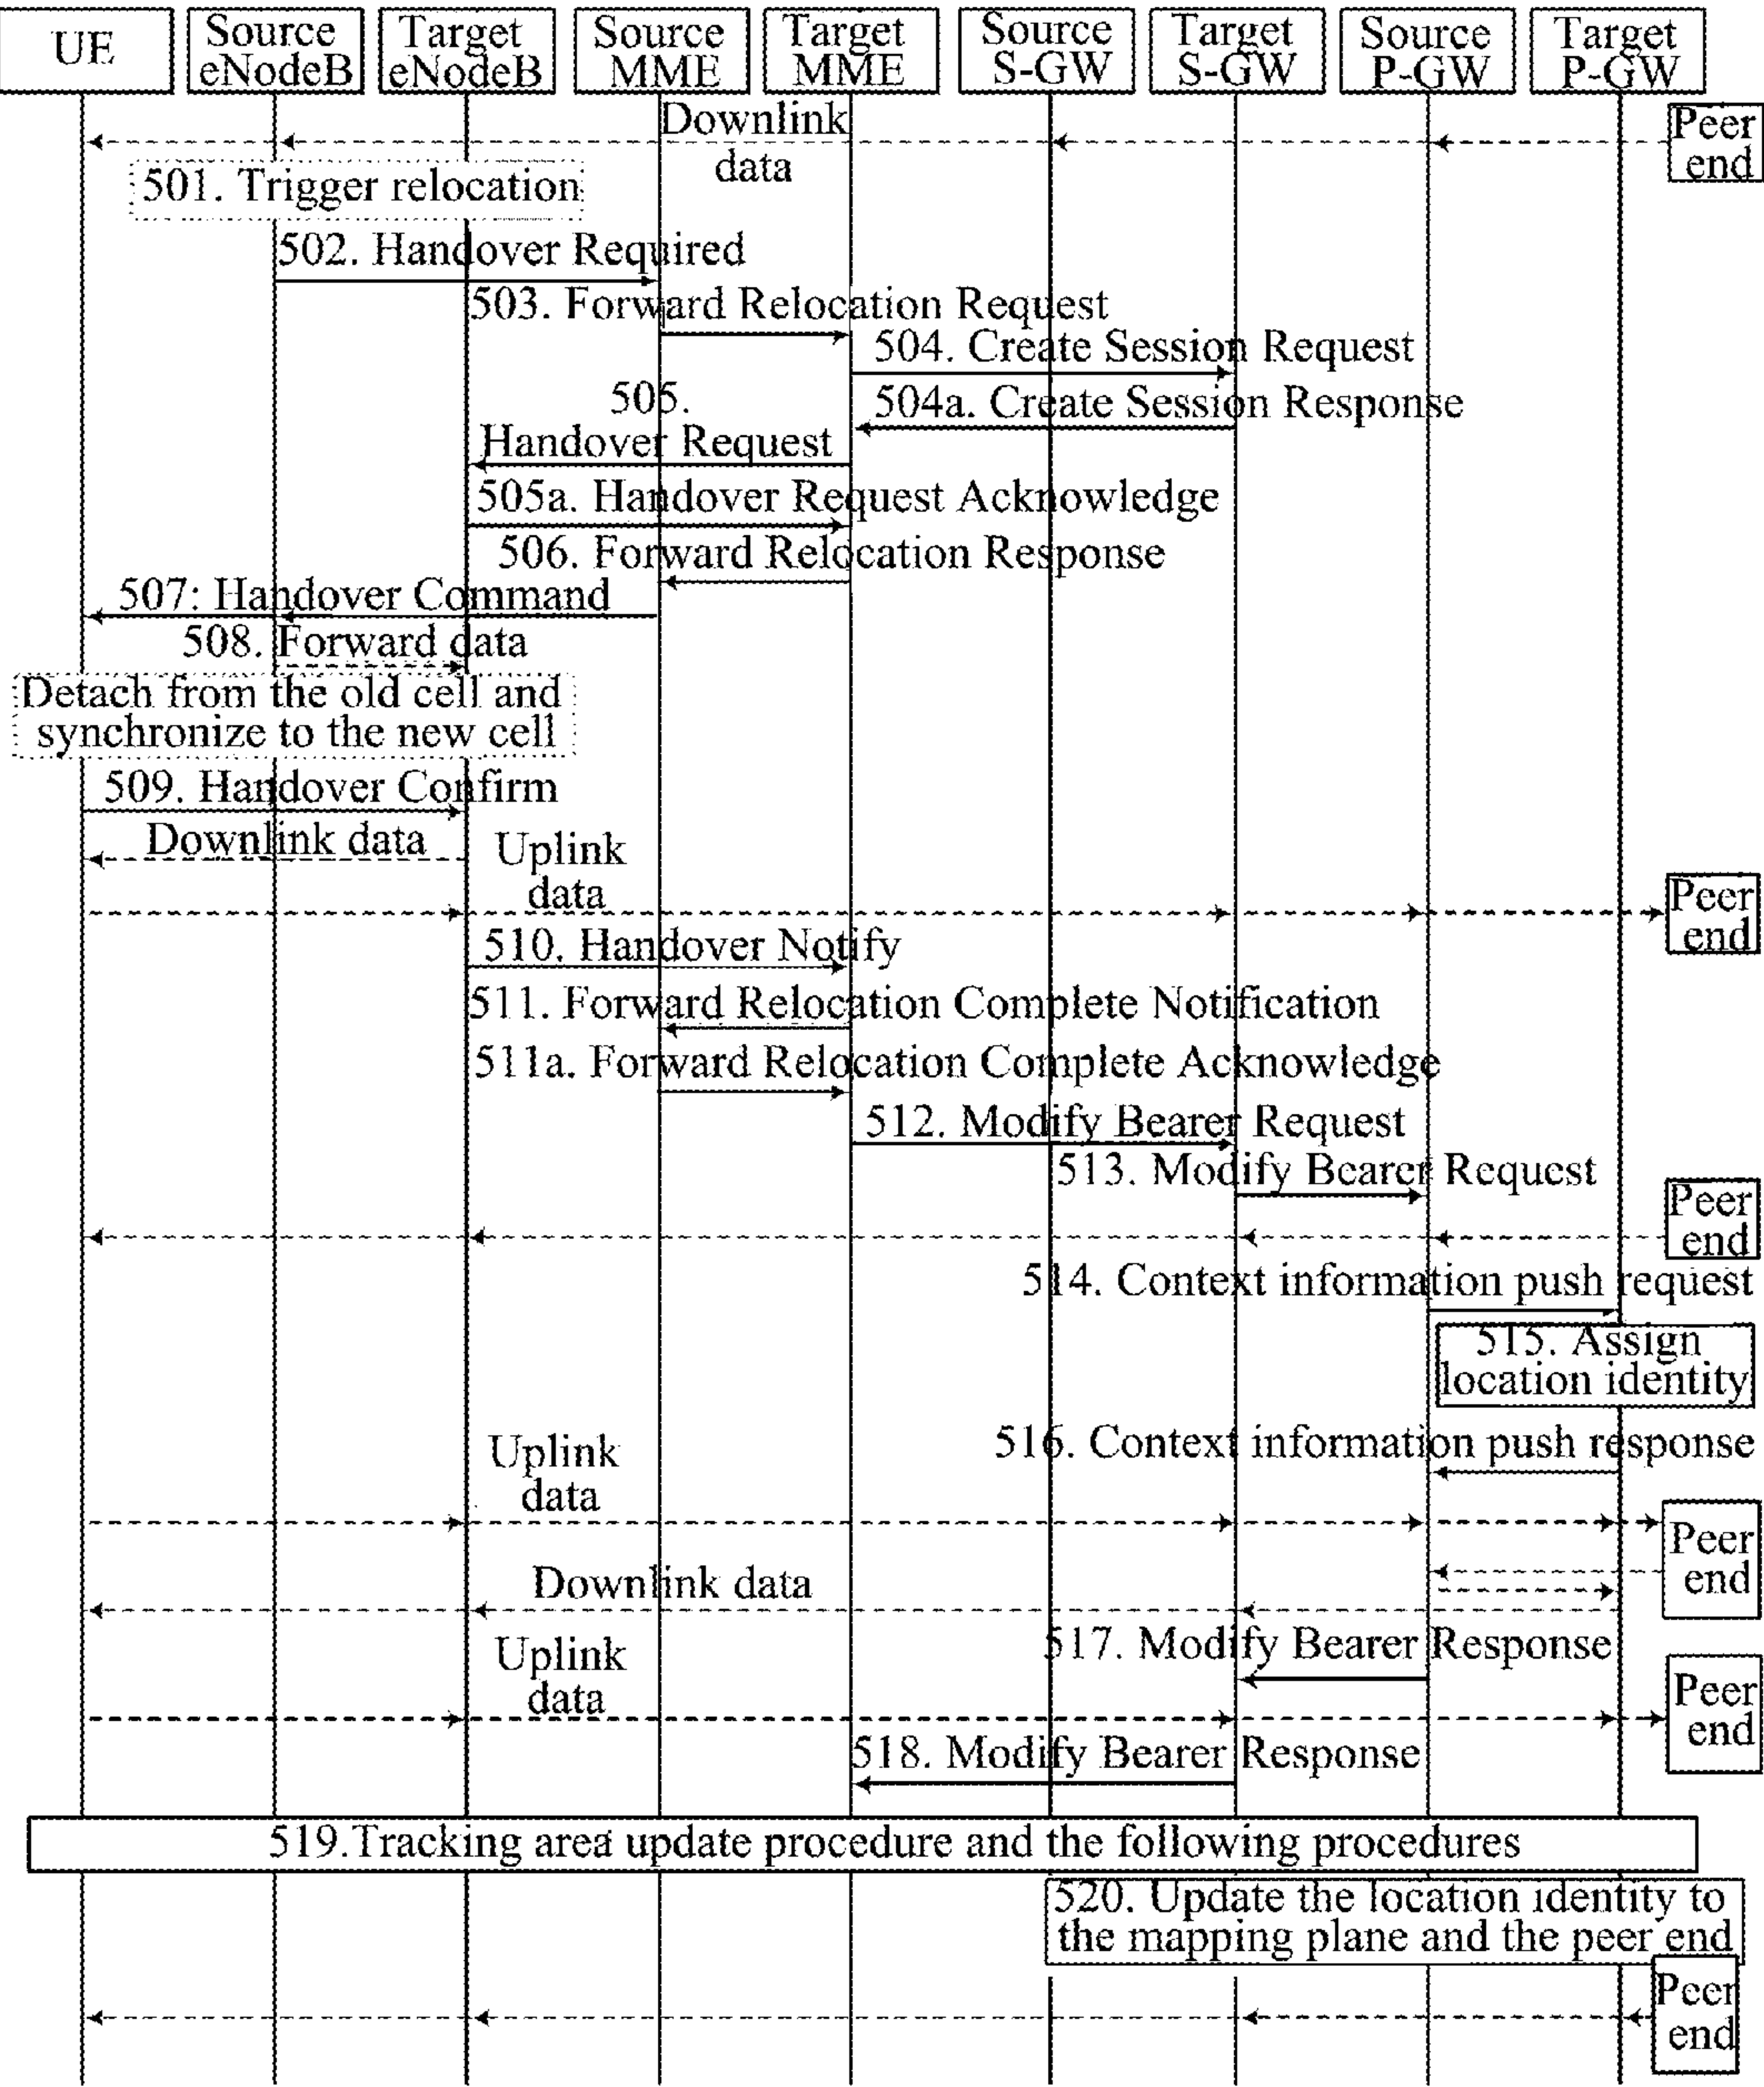 UE
Source
eNodeB
Target
eNodeB
Source
MME
Target
MME
Source
S-GW
Target
S-GW
Source
P-GW
Target
P-GW
Downlink
data
Peer
end
501. Trigger relocation
502. Handover Required
503. Forward Relocation Request
504. Create Session Request
504a. Create Session Response
505.
Handover Request
505a. Handover Request Acknowledge
506. Forward Relocation Response
507: Handover Command
508. Forward data
Detach from the old cell and
synchronize to the new cell
509. Handover Confirm
Downlink data
Uplink
data
Peer
end
510. Handover Notify
511. Forward Relocation Complete Notification
511a. Forward Relocation Complete Acknowledge
512. Modify Bearer Request
513. Modify Bearer Request
Peer
end
514. Context information push request
515. Assign
location identity
516. Context information push response
Uplink
data
Peer
end
Downlink data
517. Modify Bearer Response
Uplink
data
Peer
end
518. Modify Bearer Response
519.Tracking area update procedure and the following procedures
520. Update the location identity to
the mapping plane and the peer end
Peer
end